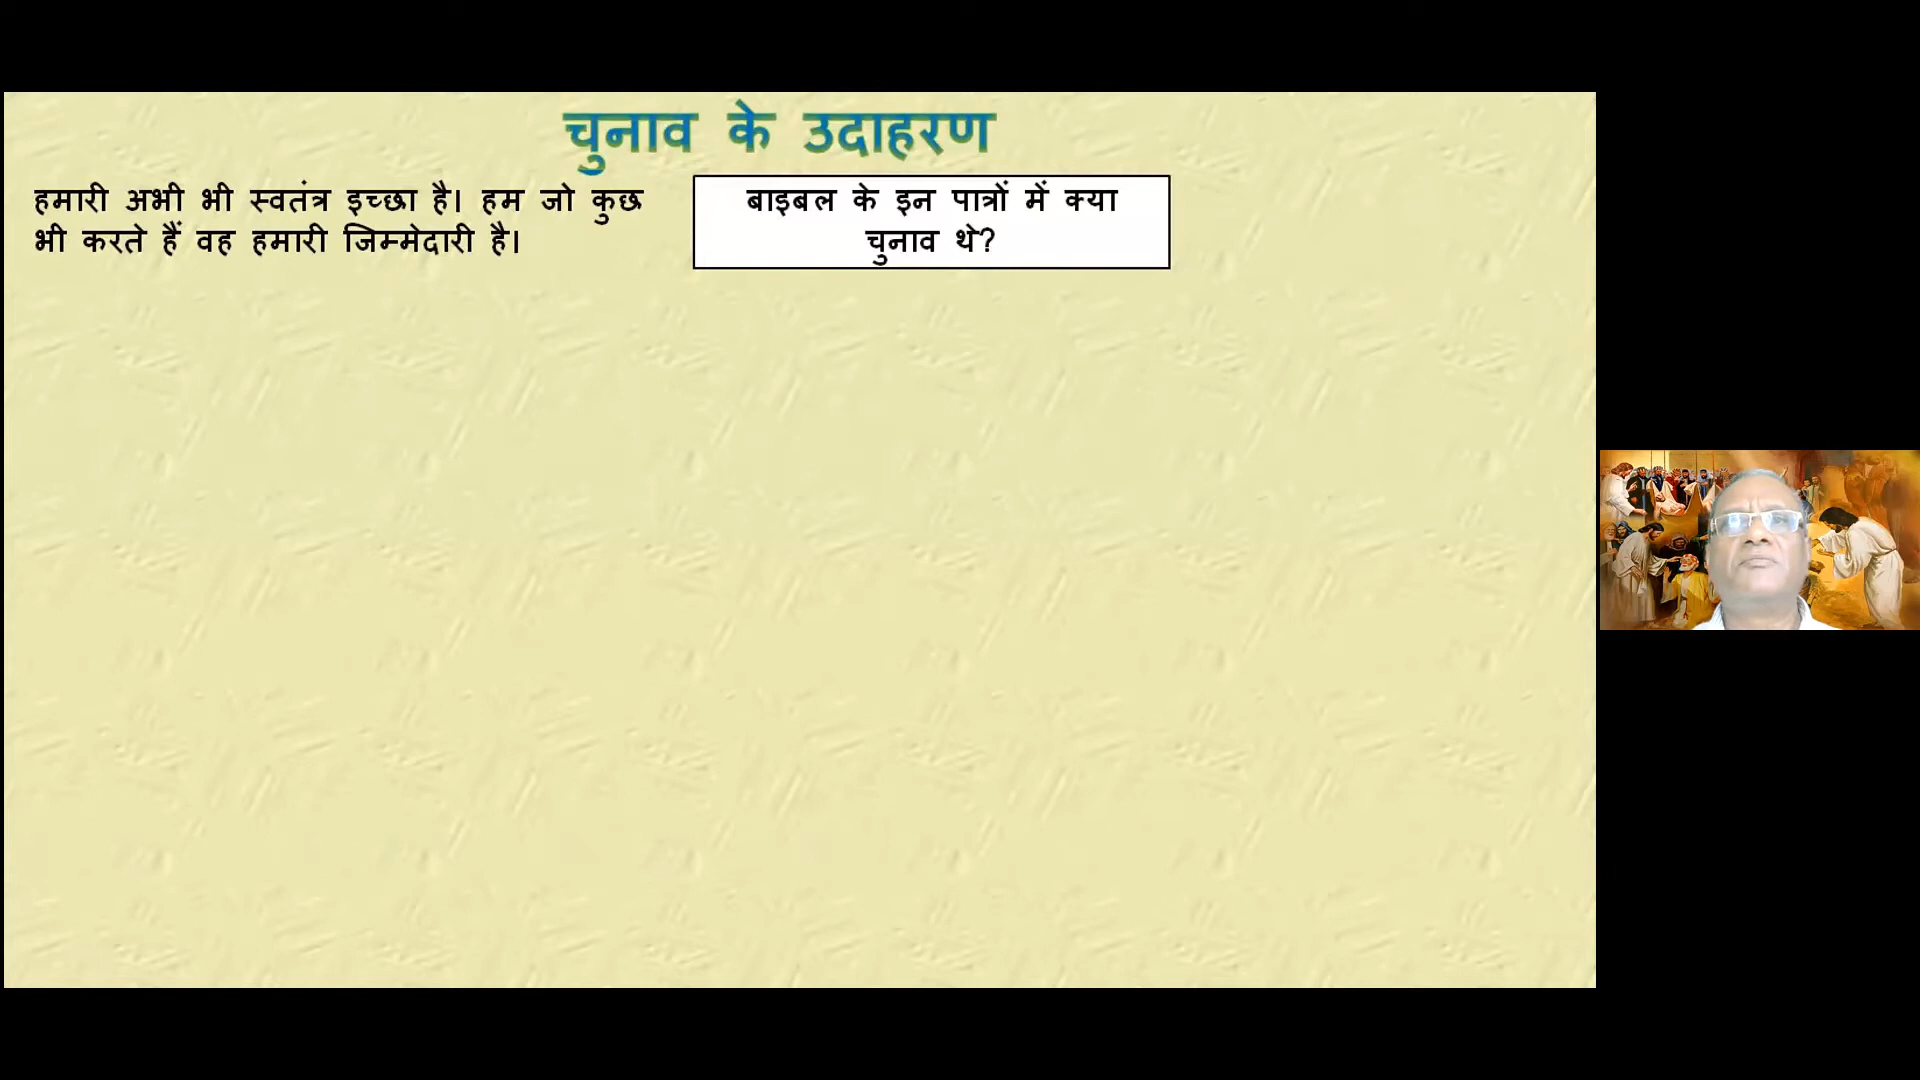 चुनाव के उदाहरण
हमारी अभी भी स्वतंत्र इच्छा है। हम जो कुछ
भी करते हैं वह हमारी जिम्मेदारी है।
बाइबल के इन पात्रों में क्या
चुनाव थे?